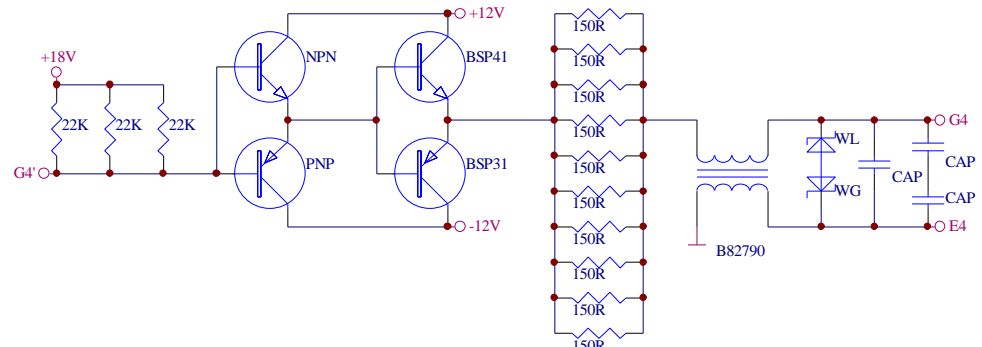 +12V
150R
+18V
NPN
BSP41
150R
150R
22K
22K
22K
150R
G4
G4'
PNP
BSP31
150R
WL
CAP
CAP
150R
WG
CAP
-12V
150R
E4
B82790
150R
150R
150R